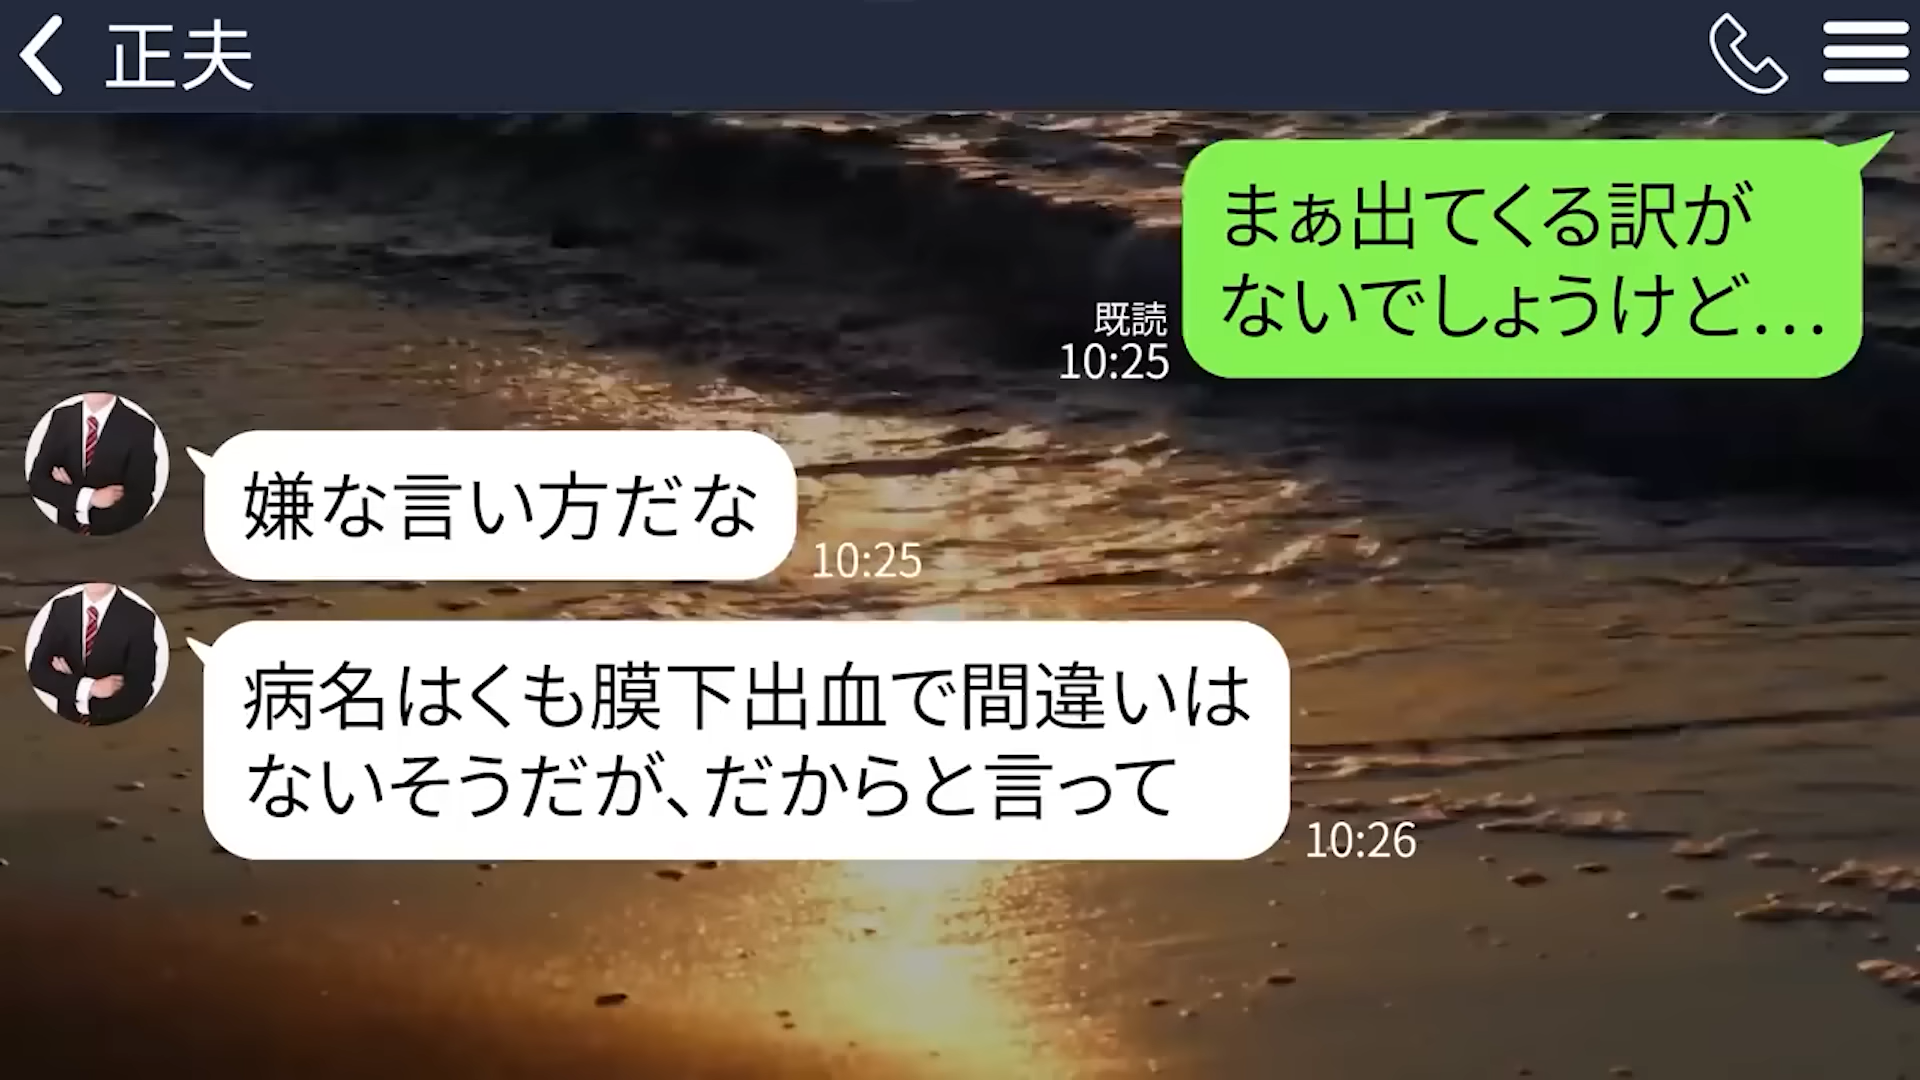 正夫
まぁ出てくる訳が
ないでしょうけど…
既読
10:25
嫌な言い方だな
10:25
病名はくも膜下出血で間違いは
ないそうだが、だからと言って
10:26